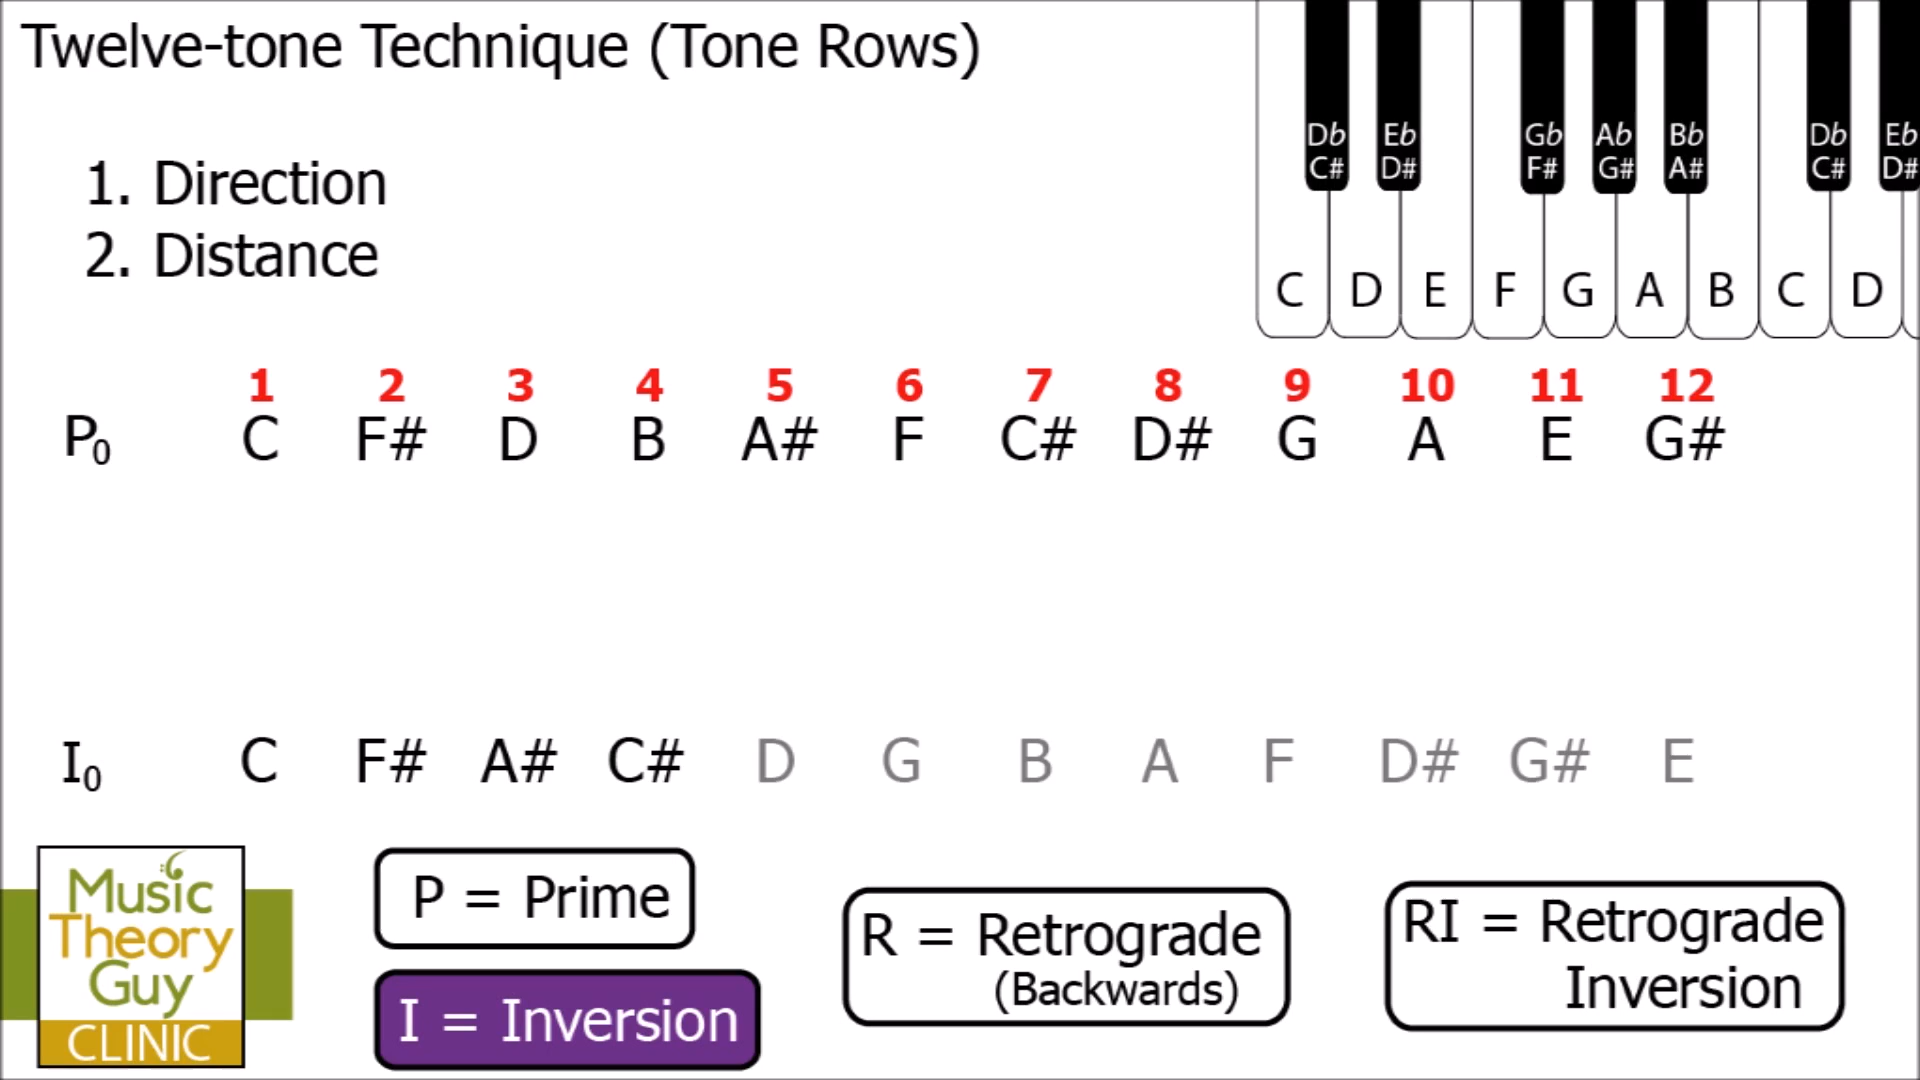 Twelve-tone Technique (Tone Rows)
Db Eb Gb Ab Bb Db Eb
C# D# F# G# A# C# D#
C D E F G A B C D
1. Direction
2. Distance
1 2 3 4 5 6 7 8 9 10 11 12
P0 C F# D B A# F C# D# G A E G#
I0 C F# A# C# D G B A F D# G# E
Music
Theory
Guy
CLINIC
P = Prime
I = Inversion
R = Retrograde
(Backwards)
RI = Retrograde
Inversion